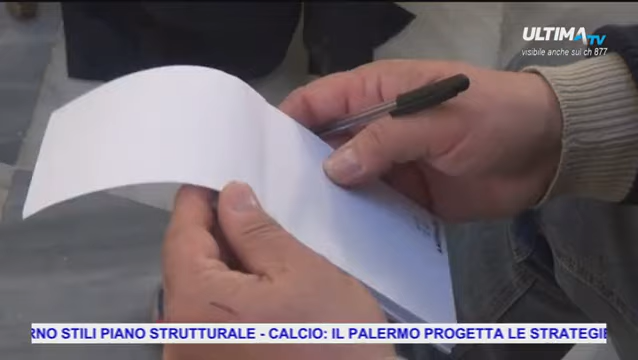 ULTIMA TV
visibile anche sul ch 877
RNO STILI PIANO STRUTTURALE - CALCIO: IL PALERMO PROGETTA LE STRATEGIE